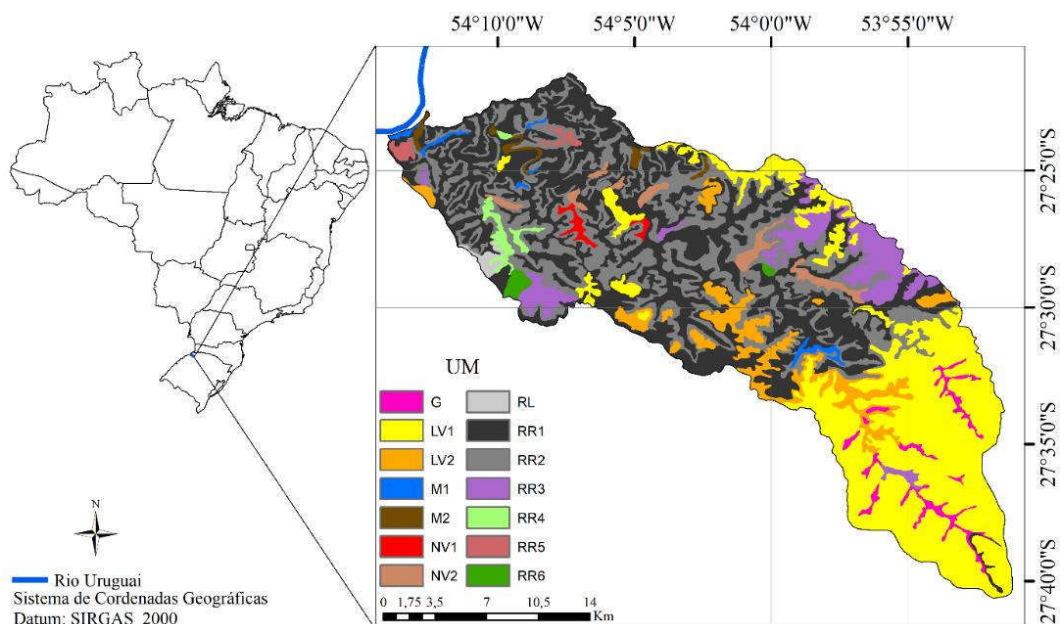 54°10'0"W 54°5'0"W 54°0'0"W 53°55'0"W
27°25'0"S
27°30'0"S
27°35'0"S
27°40'0"S
UM
G RL
LV1 RR1
LV2 RR2
M1 RR3
M2 RR4
NV1 RR5
NV2 RR6
0 1,75 3,5 7 10,5 14
Km
N
Rio Uruguai
Sistema de Cordenadas Geográficas
Datum: SIRGAS_2000